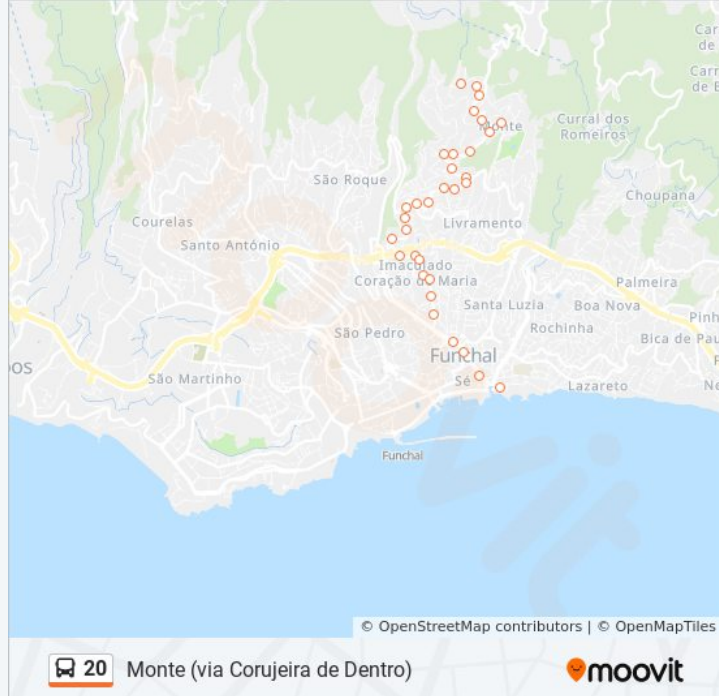 Car
de
Carr
de E
Monte
Curral dos
Romeiros
São Roque
Choupana
Courelas
Livramento
Santo António
Imaculado
Coração de Maria
Palmeira
Santa Luzia
Boa Nova
Pinh
São Pedro
Rochinha
Bica de Pau
Funchal
OS
São Martinho
Sé
Lazareto
Ne
Funchal
© OpenStreetMap contributors | © OpenMapTiles
20 Monte (via Corujeira de Dentro)
moovit